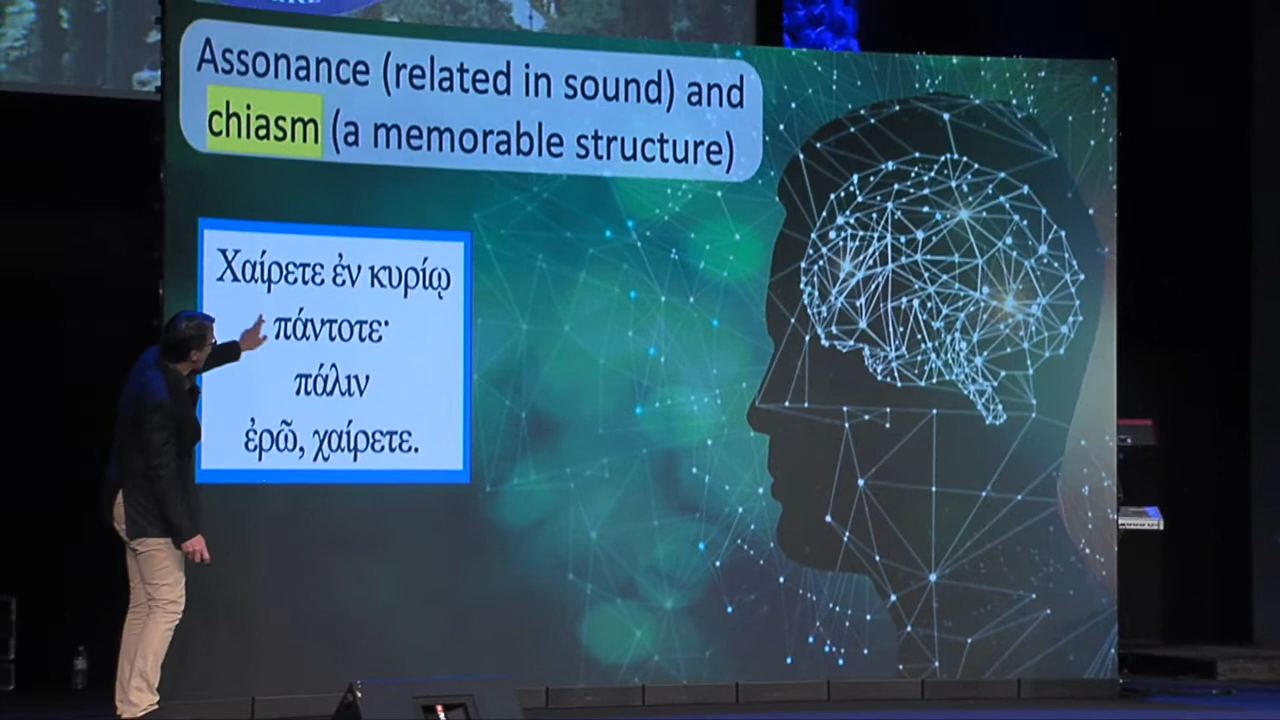 Assonance (related in sound) and
chiasm (a memorable structure)
Χαίρετε ἐν κυρίῳ
πάντοτε·
πάλιν
ἐρῶ, χαίρετε.